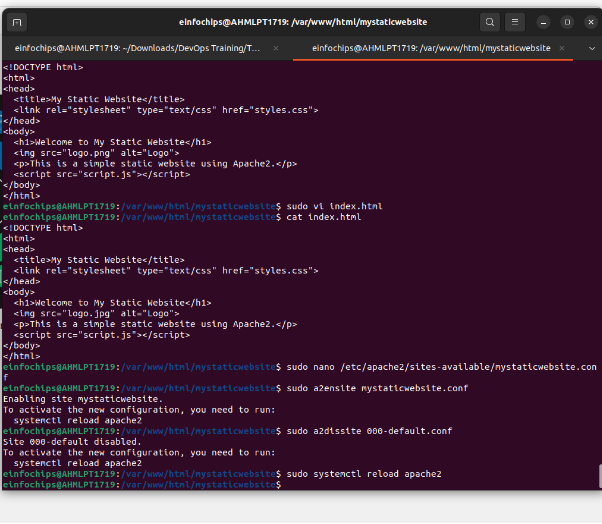 einfochips@AHMLPT1719: /var/www/html/mystaticwebsite
einfochips@AHMLPT1719: ~/Downloads/DevOps Training/T...
einfochips@AHMLPT1719: /var/www/html/mystaticwebsite
<!DOCTYPE html>
<html>
<head>
  <title>My Static Website</title>
  <link rel="stylesheet" type="text/css" href="styles.css">
</head>
<body>
  <h1>Welcome to My Static Website</h1>
  <img src="logo.png" alt="Logo">
  <p>This is a simple static website using Apache2.</p>
  <script src="script.js"></script>
</body>
</html>
einfochips@AHMLPT1719:/var/www/html/mystaticwebsite$ sudo vi index.html
einfochips@AHMLPT1719:/var/www/html/mystaticwebsite$ cat index.html
<!DOCTYPE html>
<html>
<head>
  <title>My Static Website</title>
  <link rel="stylesheet" type="text/css" href="styles.css">
</head>
<body>
  <h1>Welcome to My Static Website</h1>
  <img src="logo.jpg" alt="Logo">
  <p>This is a simple static website using Apache2.</p>
  <script src="script.js"></script>
</body>
</html>
einfochips@AHMLPT1719:/var/www/html/mystaticwebsite$ sudo nano /etc/apache2/sites-available/mystaticwebsite.con
f
einfochips@AHMLPT1719:/var/www/html/mystaticwebsite$ sudo a2ensite mystaticwebsite.conf
Enabling site mystaticwebsite.
To activate the new configuration, you need to run:
  systemctl reload apache2
einfochips@AHMLPT1719:/var/www/html/mystaticwebsite$ sudo a2dissite 000-default.conf
Site 000-default disabled.
To activate the new configuration, you need to run:
  systemctl reload apache2
einfochips@AHMLPT1719:/var/www/html/mystaticwebsite$ sudo systemctl reload apache2
einfochips@AHMLPT1719:/var/www/html/mystaticwebsite$